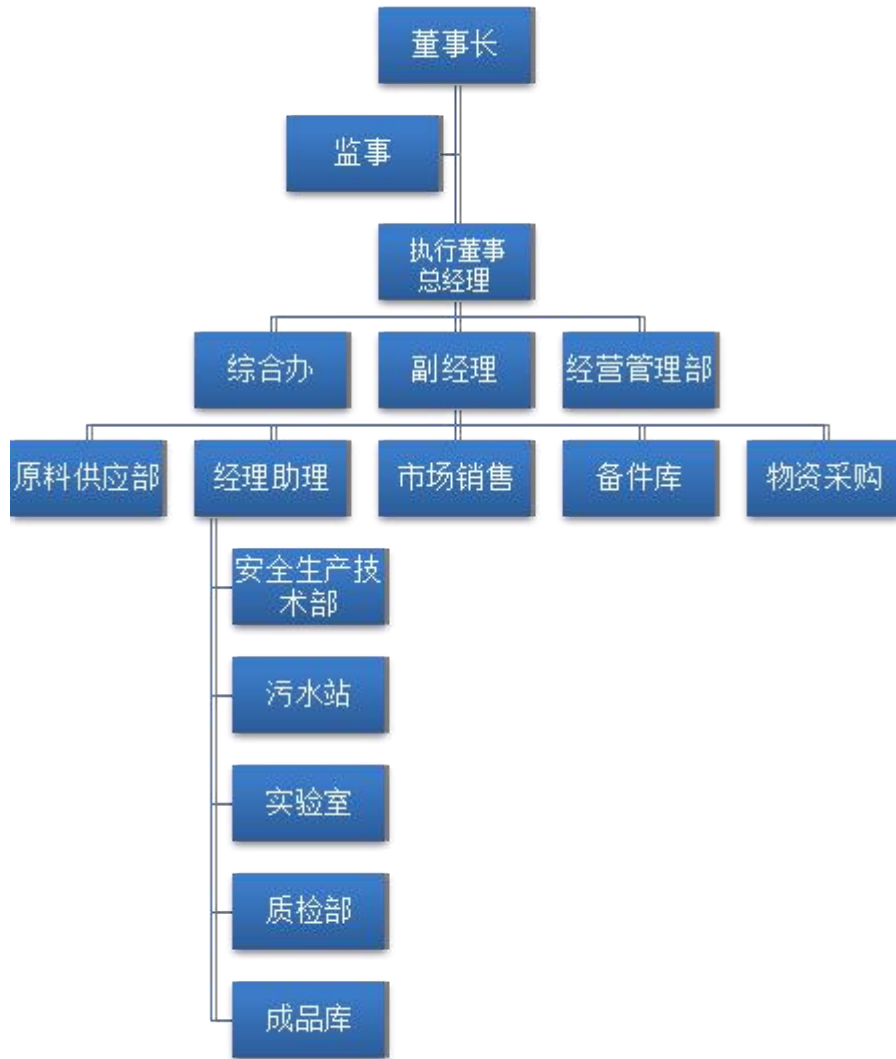 董事长
监事
执行董事
总经理
综合办
副经理
经营管理部
原料供应部
经理助理
市场销售
备件库
物资采购
安全生产技
术部
污水站
实验室
质检部
成品库